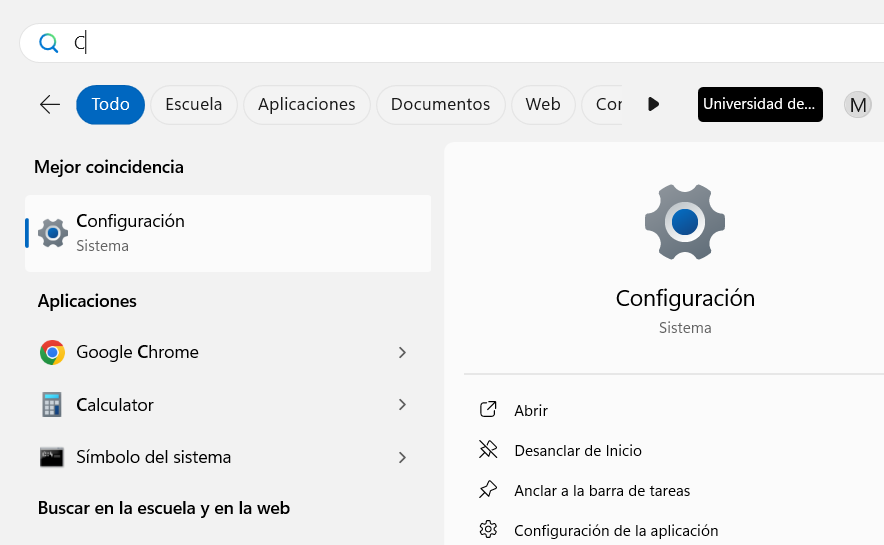 C
Todo Escuela Aplicaciones Documentos Web Universidad de... M
Mejor coincidencia
Configuración
Sistema
Aplicaciones
Google Chrome
Calculator
Símbolo del sistema
Buscar en la escuela y en la web
Configuración
Sistema
Abrir
Desanclar de Inicio
Anclar a la barra de tareas
Configuración de la aplicación